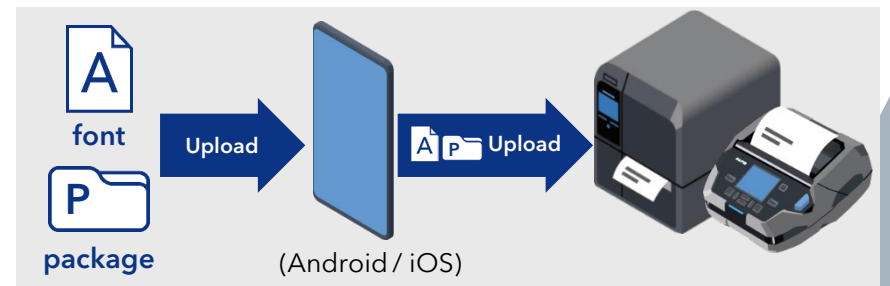 A
font
P
package
Upload
(Android / iOS)
A P Upload